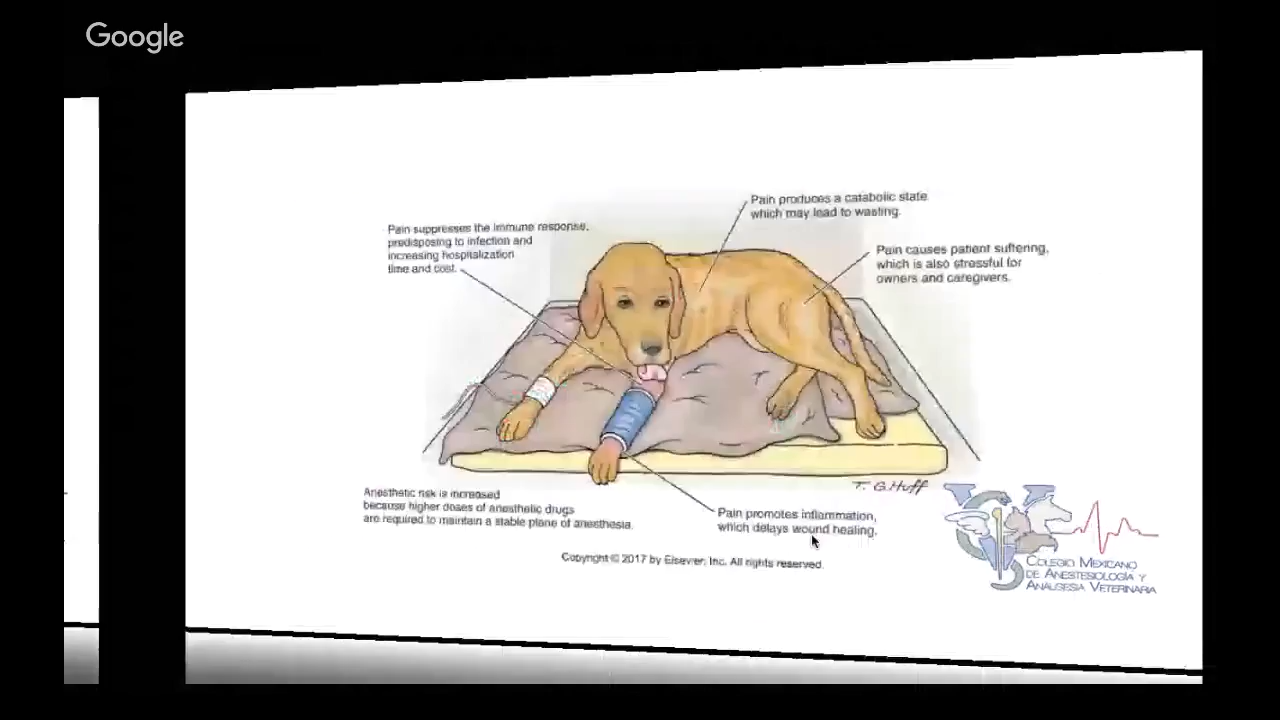 Google
Pain produces a catabolic state
which may lead to wasting.
Pain suppresses the immune response,
predisposing to infection and
increasing hospitalization
time and cost.
Pain causes patient suffering,
which is also stressful for
owners and caregivers.
T. G. Huff
Anesthetic risk is increased
because higher doses of anesthetic drugs
are required to maintain a stable plane of anesthesia.
Pain promotes inflammation,
which delays wound healing.
Copyright © 2017 by Elsevier, Inc. All rights reserved.
COLEGIO MEXICANO
DE ANESTESIOLOGÍA Y
ANALGESIA VETERINARIA